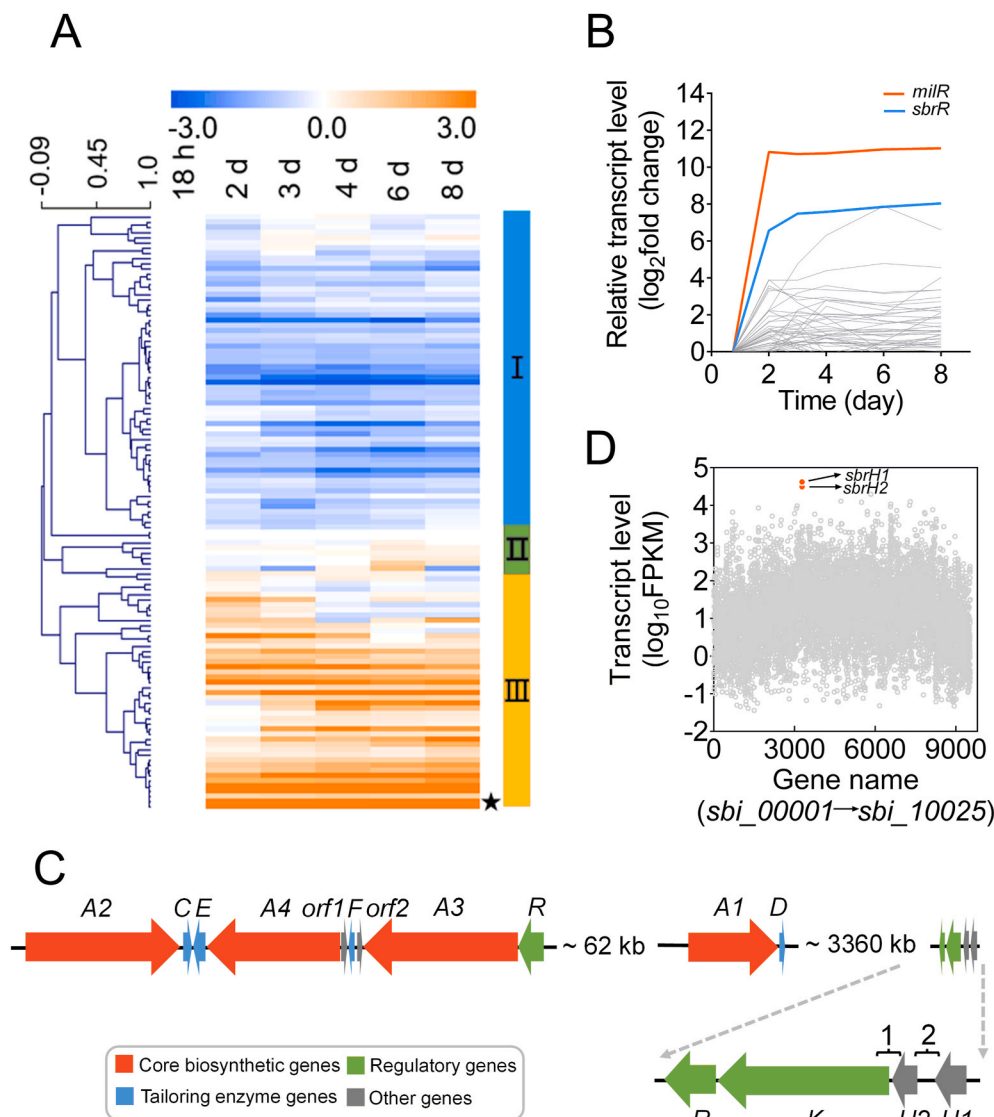 A
-3.0 0.0 3.0
-0.09
0.45
1.0
18 h
2 d
3 d
4 d
6 d
8 d
I
II
III
★
B
Relative transcript level
(log2fold change)
14
12
10
8
6
4
2
0
0 2 4 6 8
Time (day)
milR
sbrR
D
Transcript level
(log10FPKM)
5
4
3
2
1
0
-1
-2
0 3000 6000 9000
sbrH1
sbrH2
Gene name
(sbi_00001→sbi_10025)
C
A2 C E A4 orf1 F orf2 A3 R A1 D
~ 62 kb ~ 3360 kb
1 2
R K H2 H1
Core biosynthetic genes
Regulatory genes
Tailoring enzyme genes
Other genes